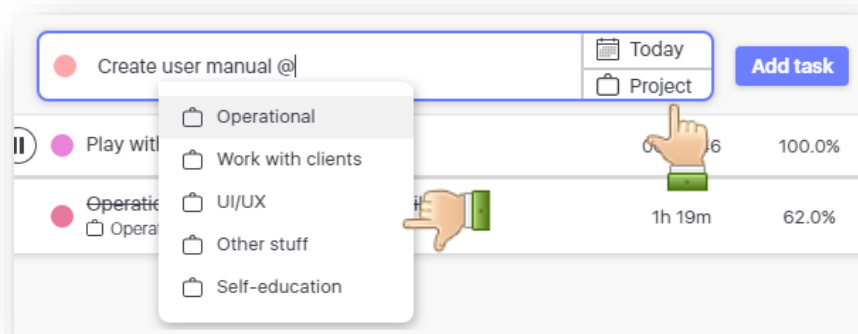 Create user manual @
Today
Project
Add task
Operational
Work with clients
UI/UX
Other stuff
Self-education
Play with
100.0%
1h 19m
62.0%